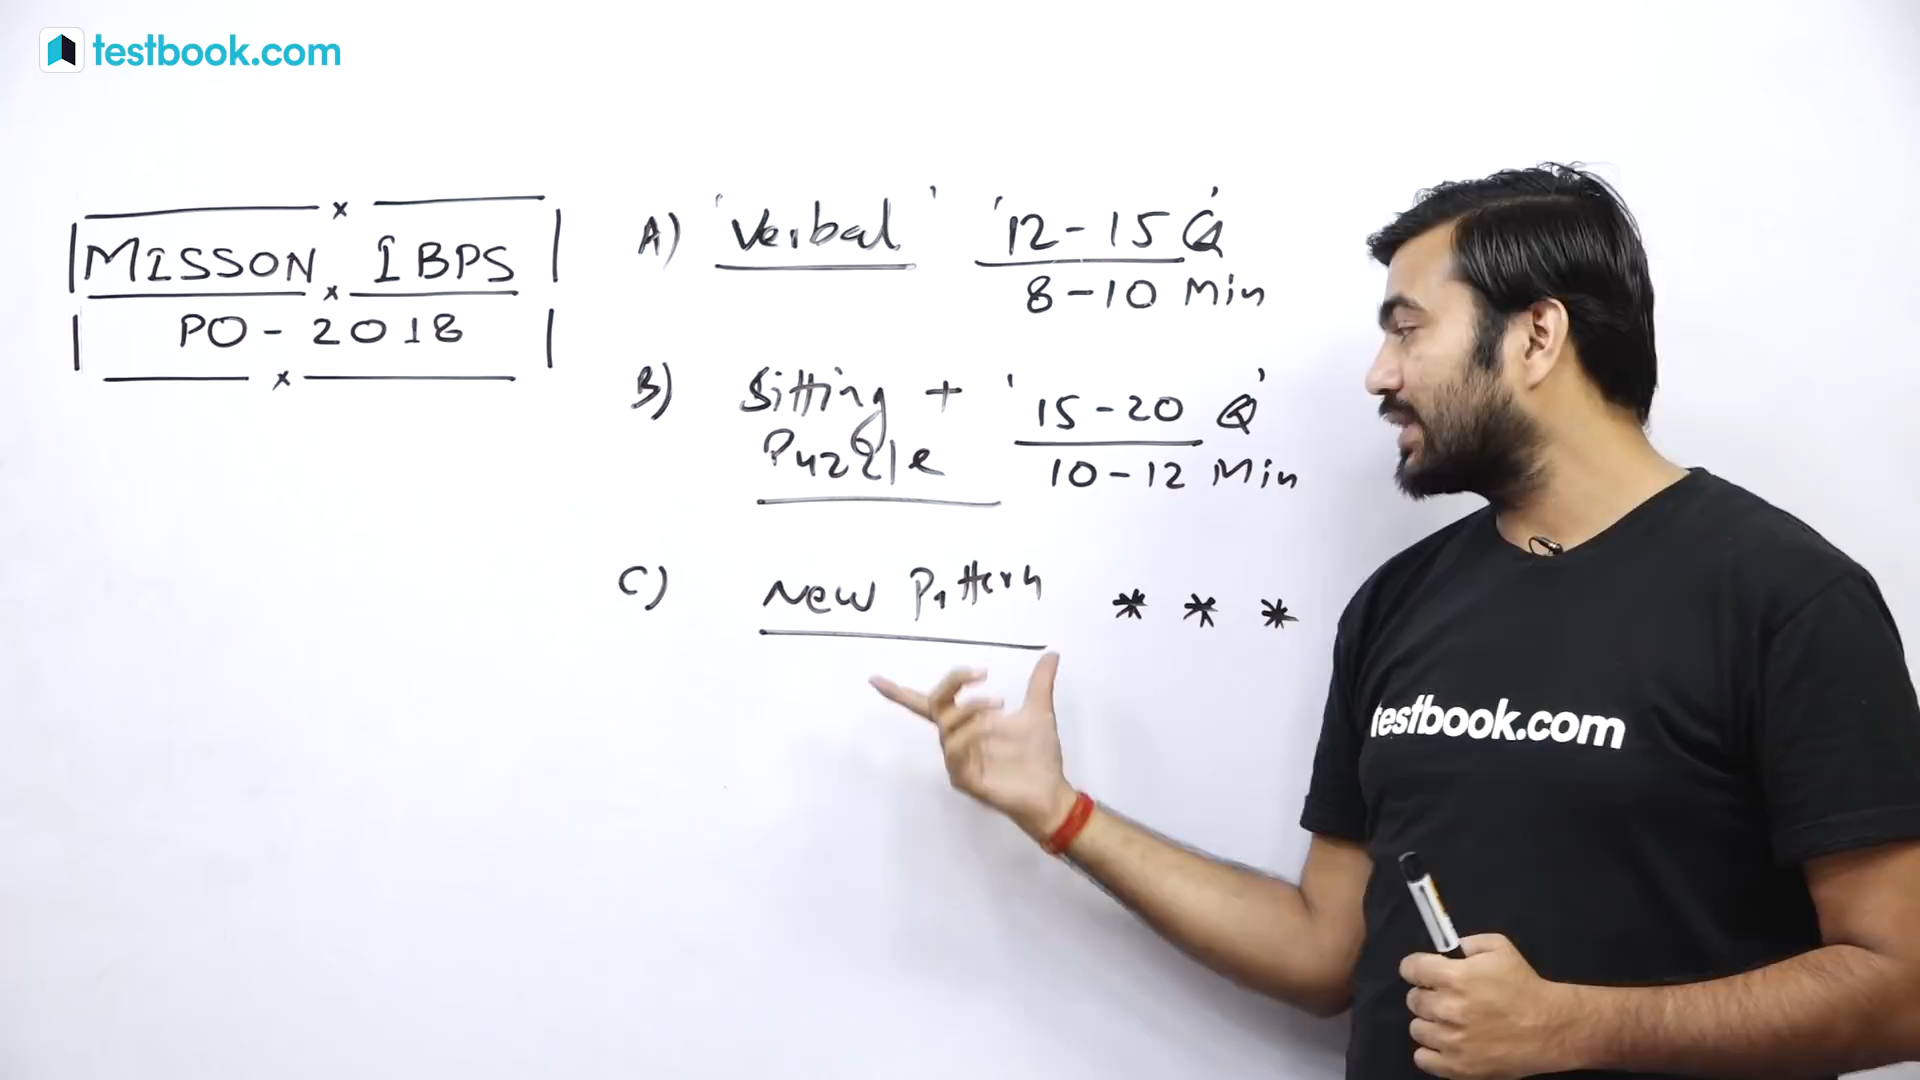 testbook.com
MISSON IBPS
PO - 2018
A) 'Verbal' '12-15 Q'
8-10 Min
B) Sitting + '15-20 Q'
Puzzle 10-12 Min
C) New Pattern * * *
testbook.com